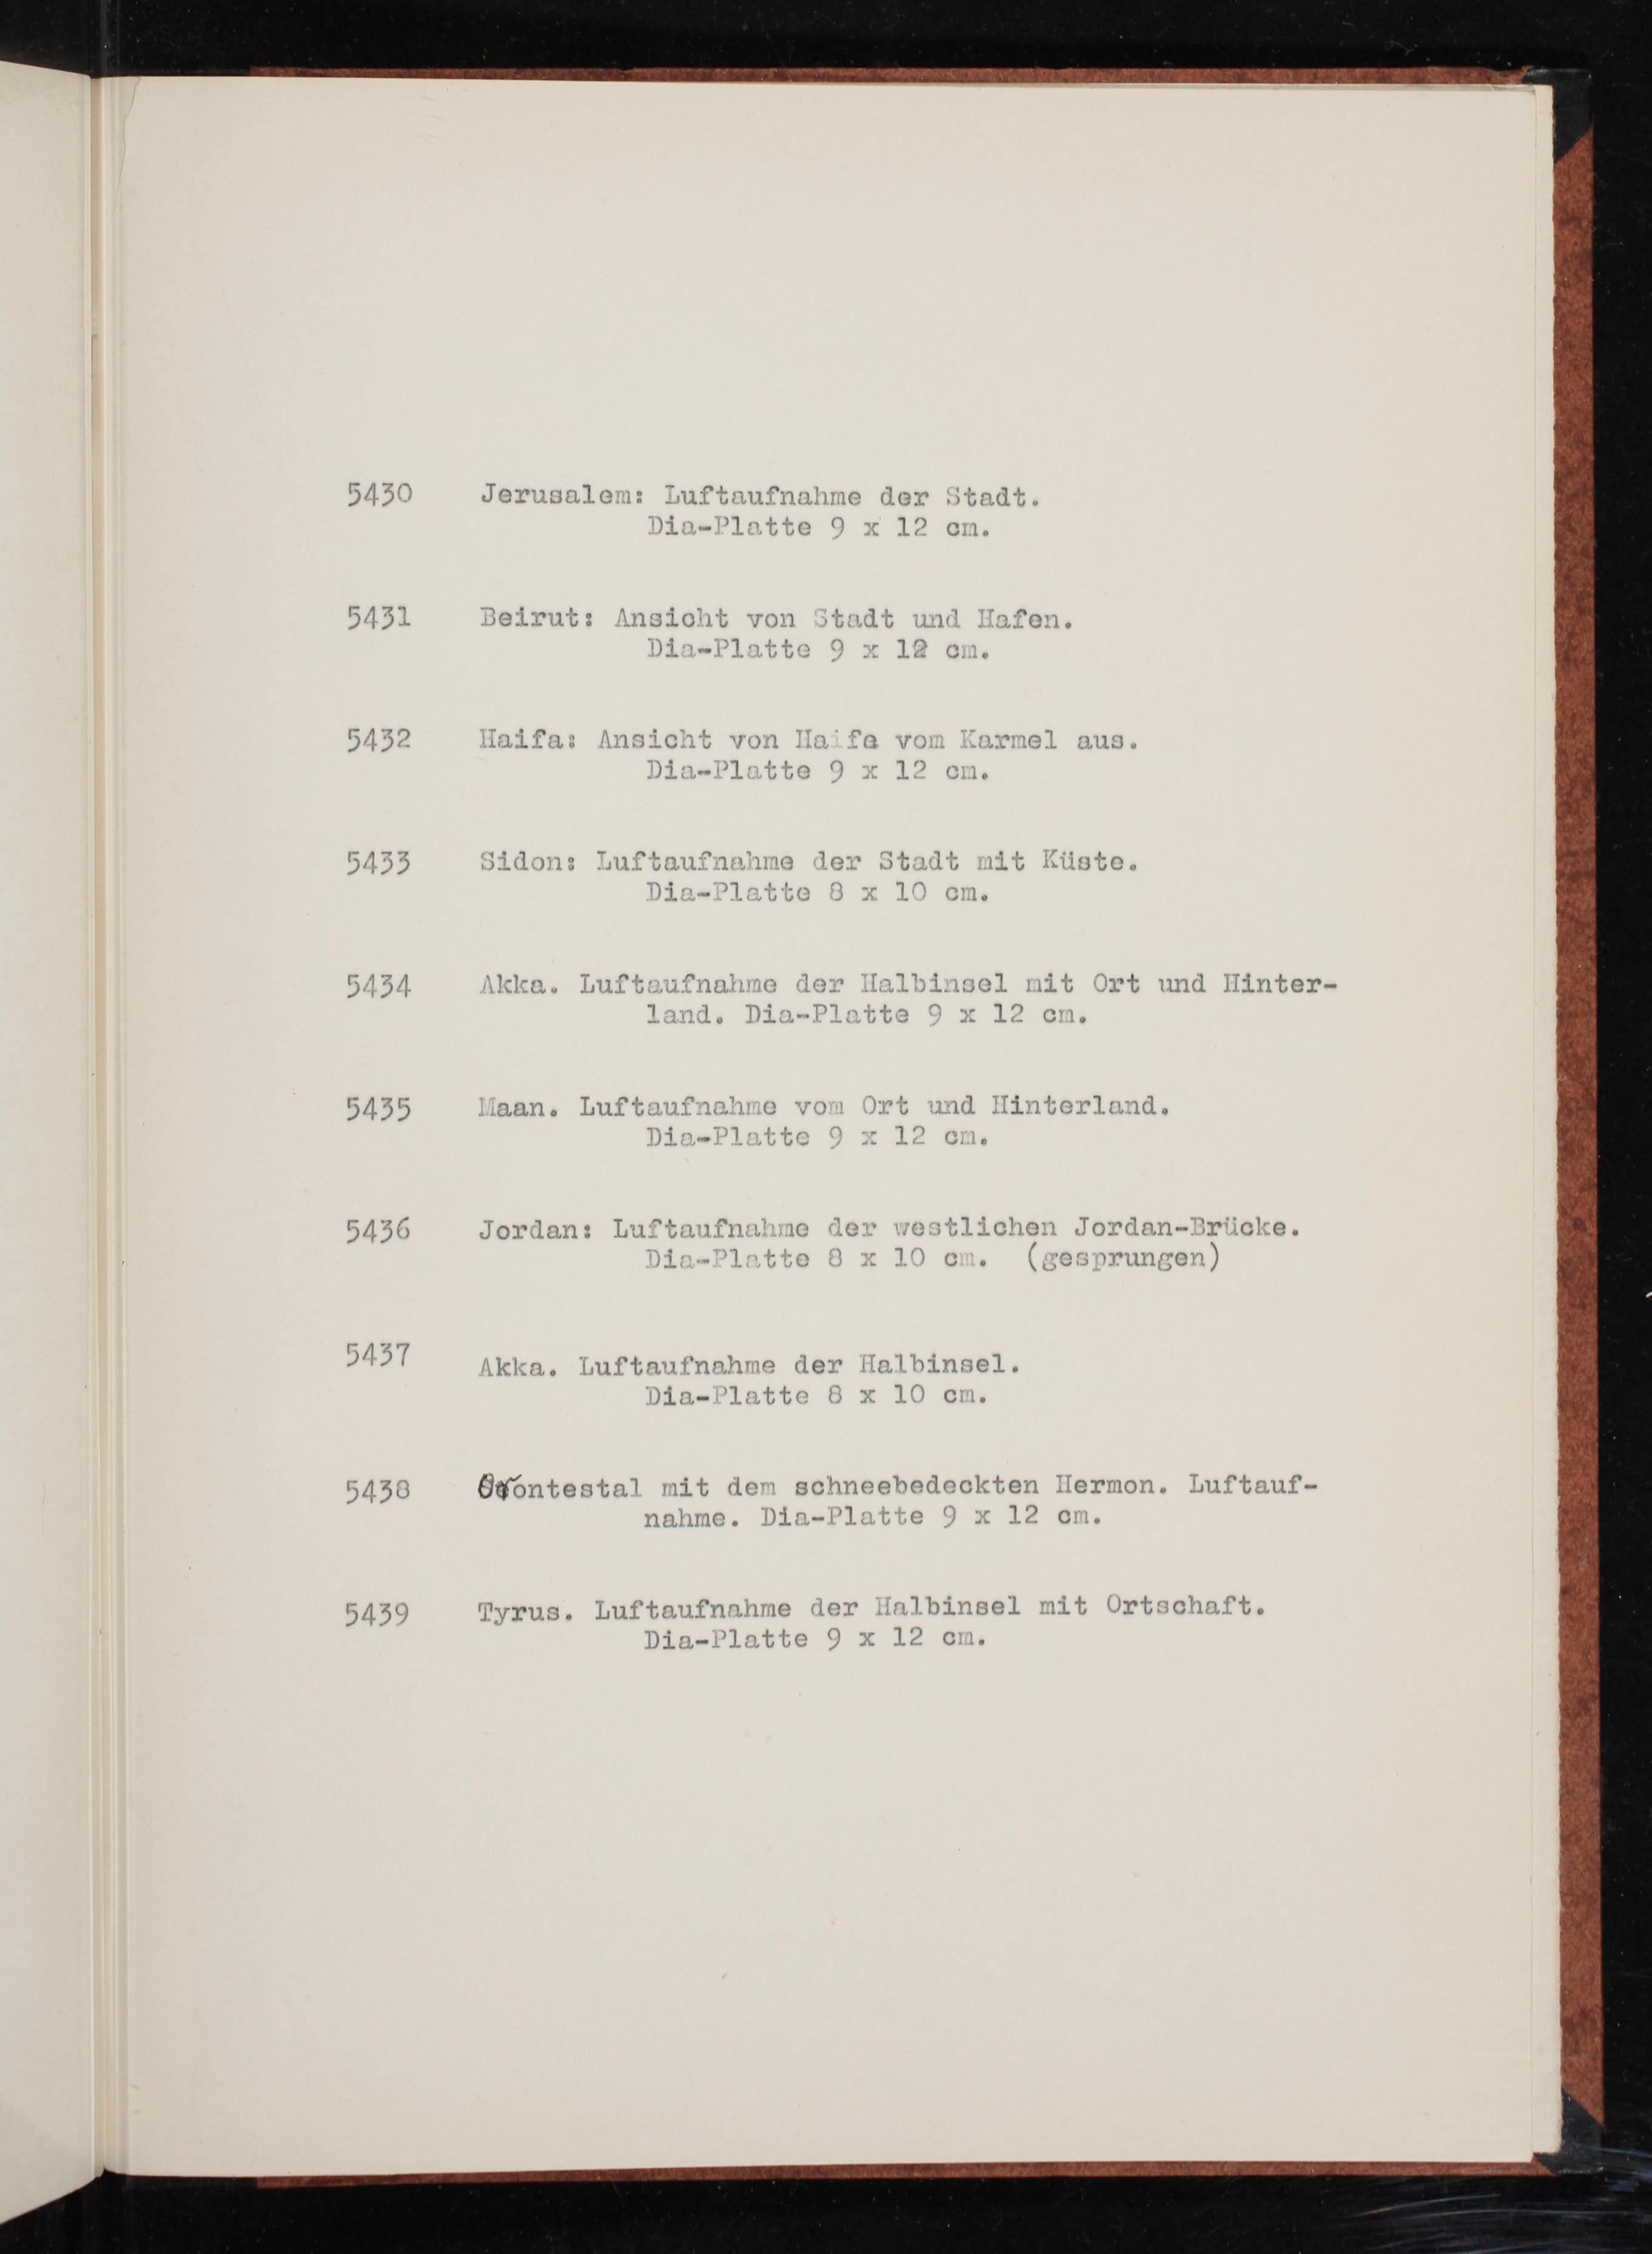 5430 Jerusalem: Luftaufnahme der Stadt.
Dia-Platte 9 x 12 cm.
5431 Beirut: Ansicht von Stadt und Hafen.
Dia-Platte 9 x 12 cm.
5432 Haifa: Ansicht von Haifa vom Karmel aus.
Dia-Platte 9 x 12 cm.
5433 Sidon: Luftaufnahme der Stadt mit Küste.
Dia-Platte 8 x 10 cm.
5434 Akka. Luftaufnahme der Halbinsel mit Ort und Hinter-
land. Dia-Platte 9 x 12 cm.
5435 Maan. Luftaufnahme vom Ort und Hinterland.
Dia-Platte 9 x 12 cm.
5436 Jordan: Luftaufnahme der westlichen Jordan-Brücke.
Dia-Platte 8 x 10 cm. (gesprungen)
5437 Akka. Luftaufnahme der Halbinsel.
Dia-Platte 8 x 10 cm.
5438 Orontestal mit dem schneebedeckten Hermon. Luftauf-
nahme. Dia-Platte 9 x 12 cm.
5439 Tyrus. Luftaufnahme der Halbinsel mit Ortschaft.
Dia-Platte 9 x 12 cm.